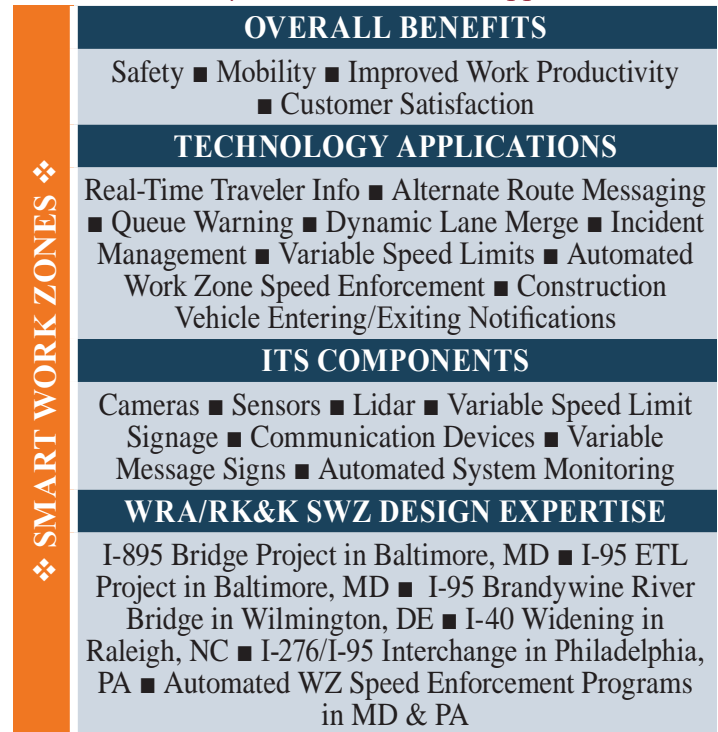 ❖ SMART WORK ZONES ❖
OVERALL BENEFITS
Safety ■ Mobility ■ Improved Work Productivity
■ Customer Satisfaction
TECHNOLOGY APPLICATIONS
Real-Time Traveler Info ■ Alternate Route Messaging
■ Queue Warning ■ Dynamic Lane Merge ■ Incident
Management ■ Variable Speed Limits ■ Automated
Work Zone Speed Enforcement ■ Construction
Vehicle Entering/Exiting Notifications
ITS COMPONENTS
Cameras ■ Sensors ■ Lidar ■ Variable Speed Limit
Signage ■ Communication Devices ■ Variable
Message Signs ■ Automated System Monitoring
WRA/RK&K SWZ DESIGN EXPERTISE
I-895 Bridge Project in Baltimore, MD ■ I-95 ETL
Project in Baltimore, MD ■ I-95 Brandywine River
Bridge in Wilmington, DE ■ I-40 Widening in
Raleigh, NC ■ I-276/I-95 Interchange in Philadelphia,
PA ■ Automated WZ Speed Enforcement Programs
in MD & PA